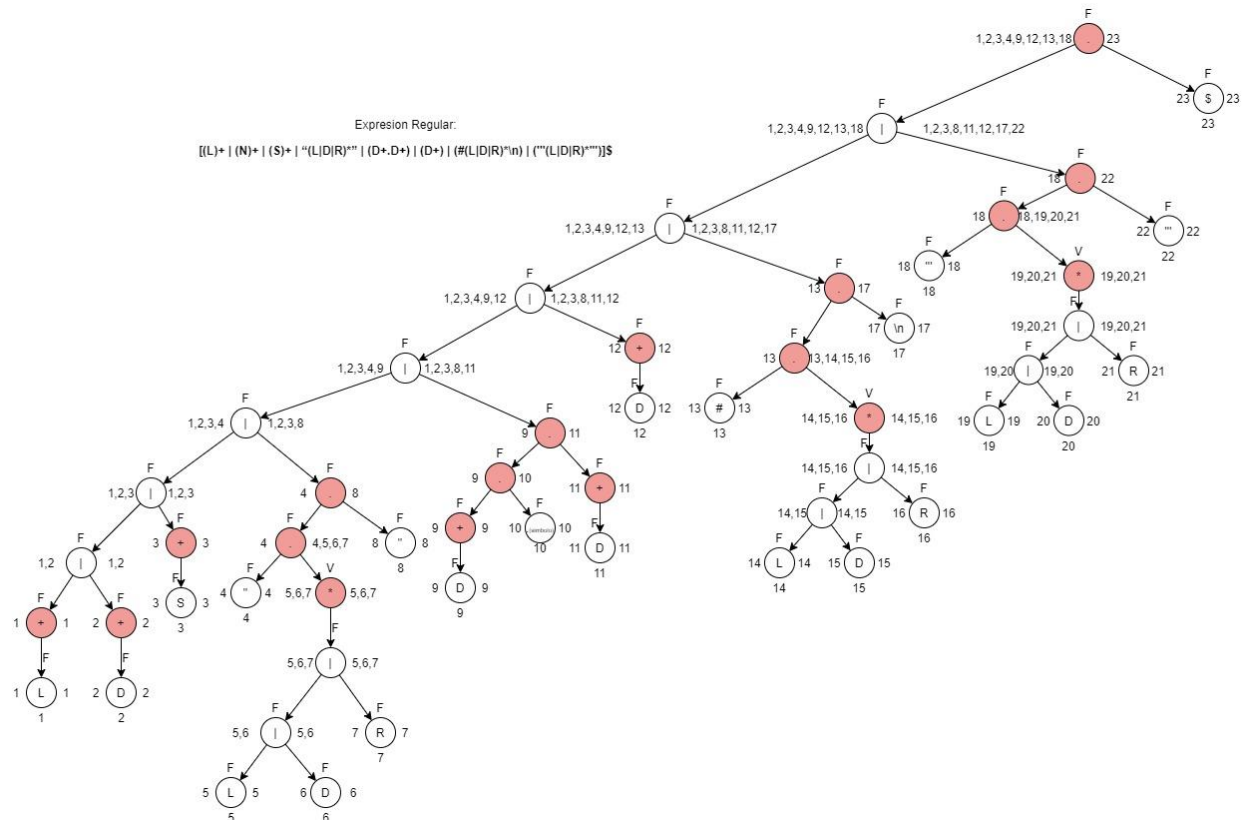 F
1,2,3,4,9,12,13,18 . 23
F
23 $ 23
23
Expresion Regular:
[(L)+ | (N)+ | (S)+ | “(L|D|R)*” | (D+.D+) | (D+) | (#(L|D|R)*\n) | ('''(L|D|R)*''')]$
F
1,2,3,4,9,12,13,18 | 1,2,3,8,11,12,17,22
F
18 . 22
F
18 . 18,19,20,21
F
22 ''' 22
22
F
18 ''' 18
18
V
19,20,21 * 19,20,21
F
19,20,21 | 19,20,21
F
19,20 | 19,20
F
21 R 21
21
F
19 L 19
19
F
20 D 20
20
F
1,2,3,4,9,12,13 | 1,2,3,8,11,12,17
F
13 . 17
F
17 \n 17
17
F
13 . 13,14,15,16
F
13 # 13
13
V
14,15,16 * 14,15,16
F
14,15,16 | 14,15,16
F
14,15 | 14,15
F
16 R 16
16
F
14 L 14
14
F
15 D 15
15
F
1,2,3,4,9,12 | 1,2,3,8,11,12
F
12 + 12
F
12 D 12
12
F
1,2,3,4,9 | 1,2,3,8,11
F
9 . 11
F
9 . 10
F
11 + 11
F
9 + 9
F
10 10
10
F
11 D 11
11
F
9 D 9
9
F
1,2,3,4 | 1,2,3,8
F
4 . 8
F
4 . 4,5,6,7
F
8 " 8
8
F
4 " 4
4
V
5,6,7 * 5,6,7
F
5,6,7 | 5,6,7
F
5,6 | 5,6
F
7 R 7
7
F
5 L 5
5
F
6 D 6
6
F
1,2,3 | 1,2,3
F
3 + 3
F
3 S 3
3
F
1,2 | 1,2
F
1 + 1
F
2 + 2
F
1 L 1
1
F
2 D 2
2